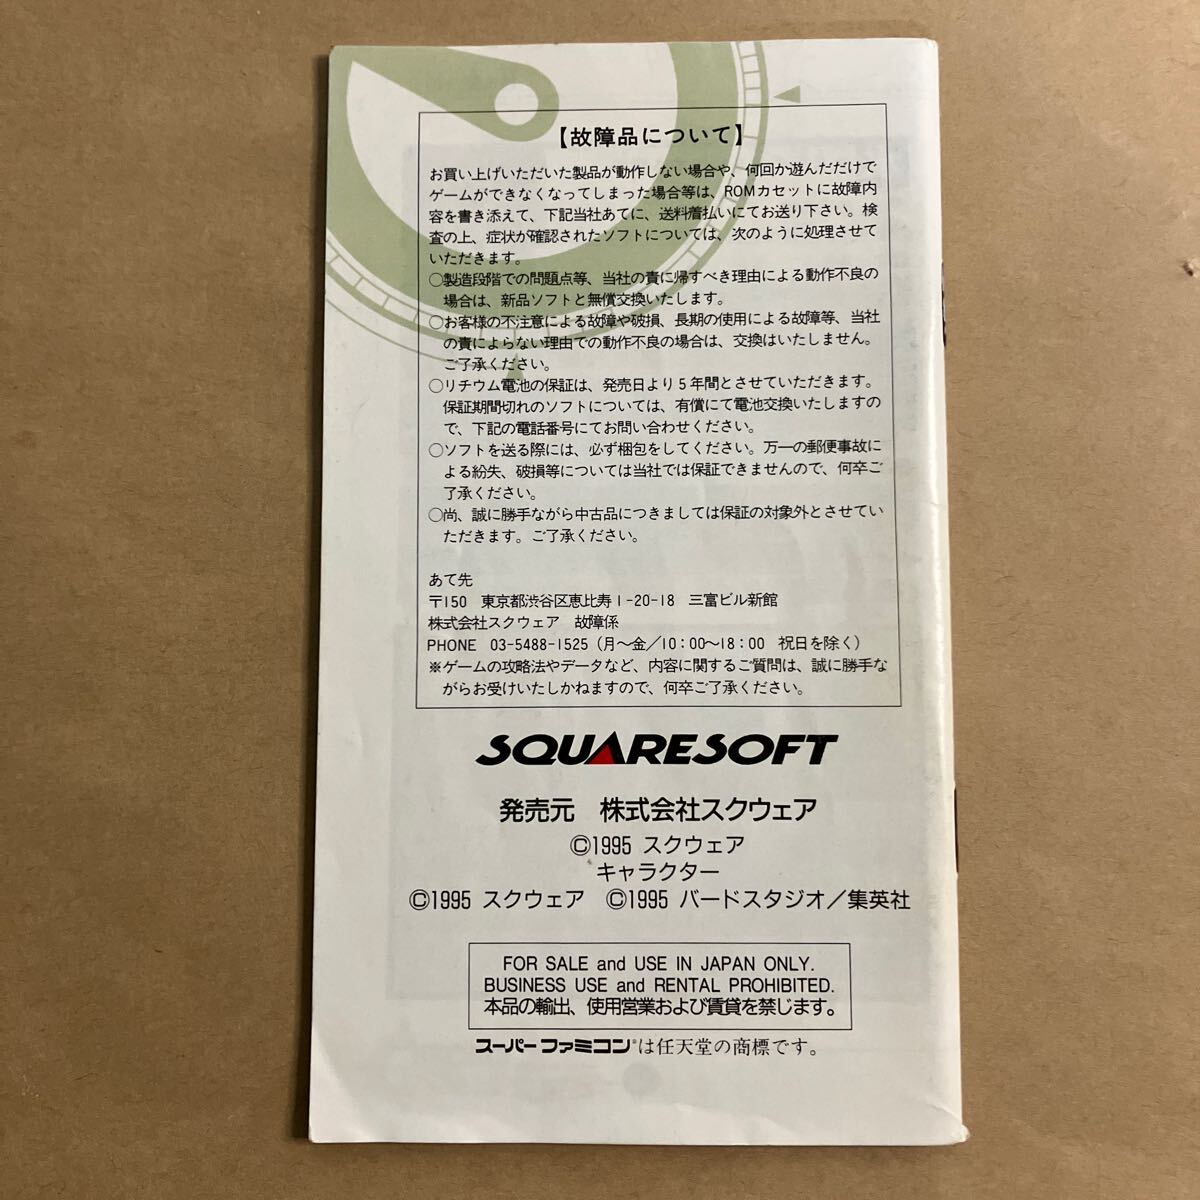 【故障品について】
お買い上げいただいた製品が動作しない場合や、何回か遊んだだけで
ゲームができなくなってしまった場合等は、ROMカセットに故障内
容を書き添えて、下記当社あてに、送料着払いにてお送り下さい。検
査の上、症状が確認されたソフトについては、次のように処理させて
いただきます。
○製造段階での問題点等、当社の責に帰すべき理由による動作不良の
場合は、新品ソフトと無償交換いたします。
○お客様の不注意による故障や破損、長期の使用による故障等、当社
の責によらない理由での動作不良の場合は、交換はいたしません。
ご了承ください。
○リチウム電池の保証は、発売日より5年間とさせていただきます。
保証期間切れのソフトについては、有償にて電池交換いたしますの
で、下記の電話番号にてお問い合わせください。
○ソフトを送る際には、必ず梱包をしてください。万一の郵便事故に
よる紛失、破損等については当社では保証できませんので、何卒ご
了承ください。
○尚、誠に勝手ながら中古品につきましては保証の対象外とさせてい
ただきます。ご了承ください。
あて先
〒150 東京都渋谷区恵比寿1-20-18 三富ビル新館
株式会社スクウェア 故障係
PHONE 03-5488-1525（月〜金／10：00〜18：00 祝日を除く）
※ゲームの攻略法やデータなど、内容に関するご質問は、誠に勝手な
がらお受けいたしかねますので、何卒ご了承ください。
SQUARESOFT
発売元 株式会社スクウェア
©1995 スクウェア
キャラクター
©1995 スクウェア ©1995 バードスタジオ／集英社
FOR SALE and USE IN JAPAN ONLY.
BUSINESS USE and RENTAL PROHIBITED.
本品の輸出、使用営業および賃貸を禁じます。
スーパーファミコン®は任天堂の商標です。